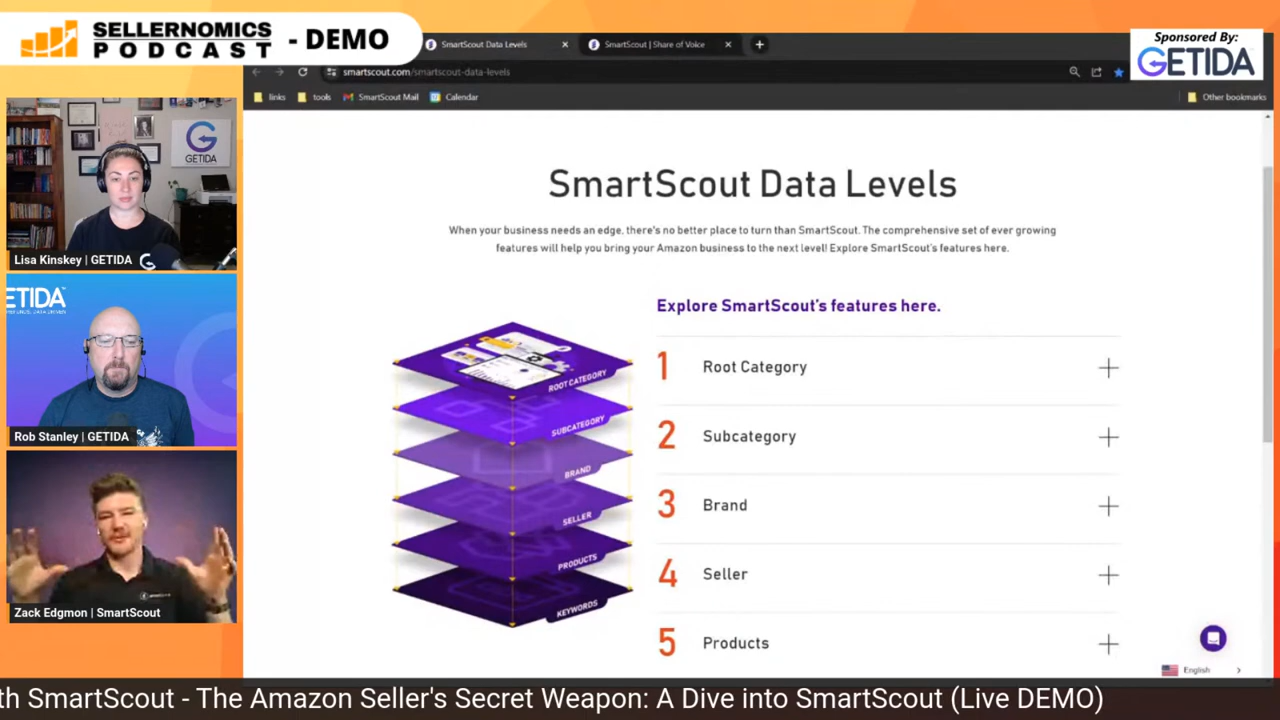 SELLERNOMICS
PODCAST
- DEMO
SmartScout Data Levels
SmartScout | Share of Voice
Sponsored By:
GETIDA
smartscout.com/smartscout-data-levels
links
tools
SmartScout Mail
Calendar
Other bookmarks
GETIDA
Lisa Kinskey | GETIDA
ETIDA
Rob Stanley | GETIDA
Zack Edgmon | SmartScout
SmartScout Data Levels
When your business needs an edge, there's no better place to turn than SmartScout. The comprehensive set of ever growing
features will help you bring your Amazon business to the next level! Explore SmartScout's features here.
Explore SmartScout's features here.
ROOT CATEGORY
SUBCATEGORY
BRAND
SELLER
PRODUCTS
KEYWORDS
1 Root Category
2 Subcategory
3 Brand
4 Seller
5 Products
English
th SmartScout - The Amazon Seller's Secret Weapon: A Dive into SmartScout (Live DEMO)